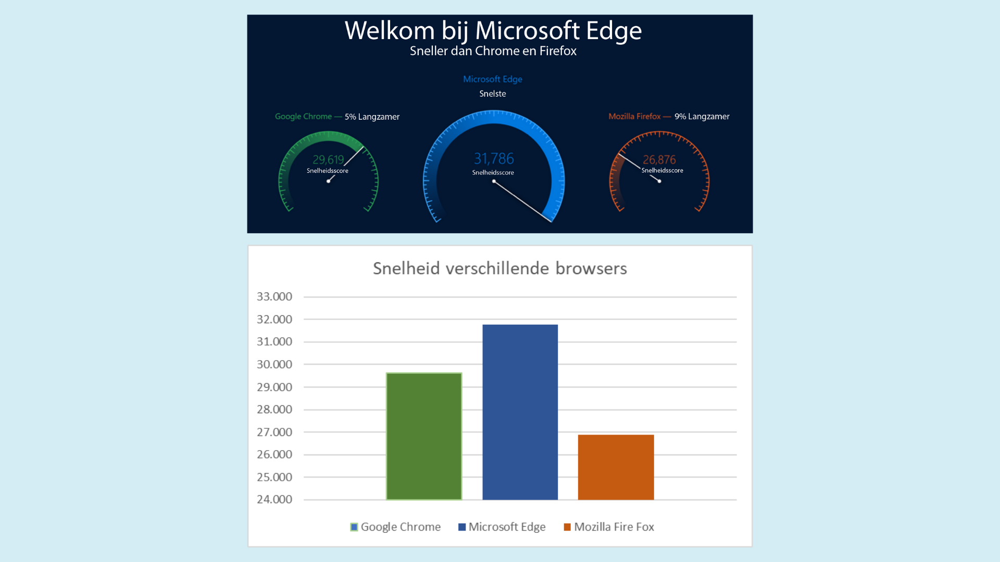 Welkom bij Microsoft Edge
Sneller dan Chrome en Firefox
Microsoft Edge
Snelste
Google Chrome — 5% Langzamer
Mozilla Firefox — 9% Langzamer
29,619
Snelheidsscore
31,786
Snelheidsscore
26,876
Snelheidsscore
Snelheid verschillende browsers
33.000
32.000
31.000
30.000
29.000
28.000
27.000
26.000
25.000
24.000
Google Chrome Microsoft Edge Mozilla Fire Fox